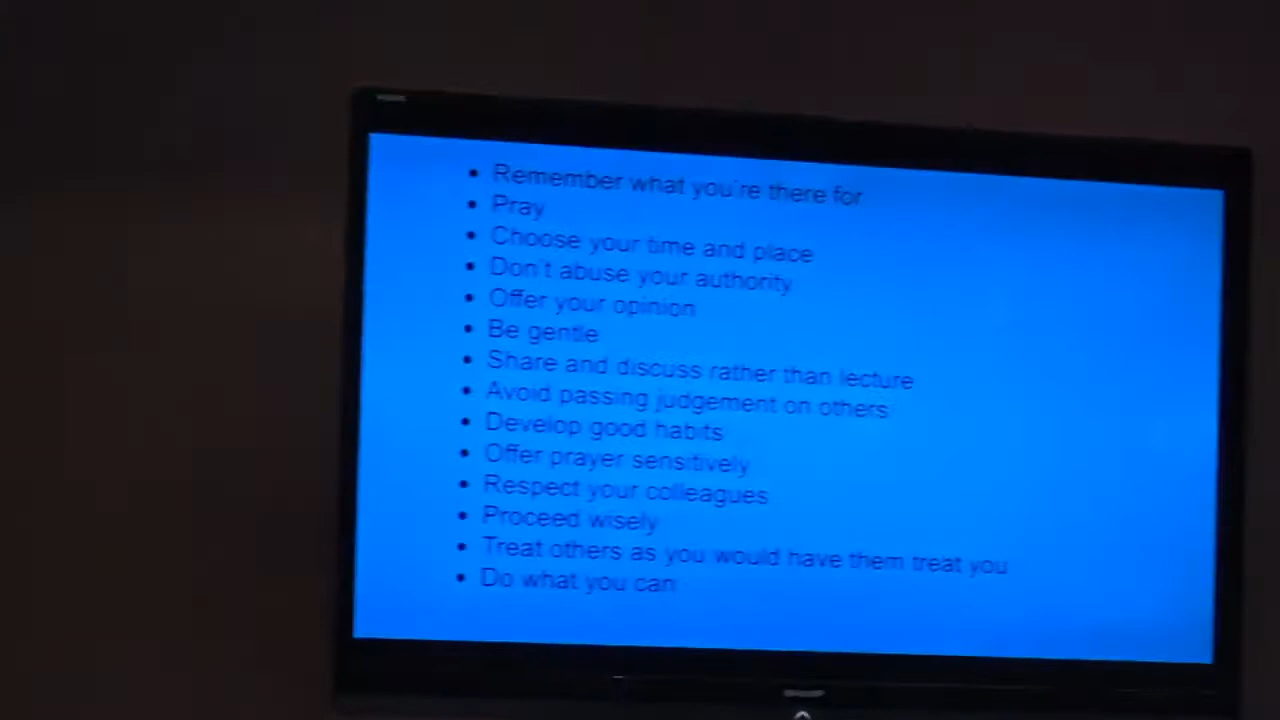 • Remember what you're there for
• Pray
• Choose your time and place
• Don't abuse your authority
• Offer your opinion
• Be gentle
• Share and discuss rather than lecture
• Avoid passing judgement on others
• Develop good habits
• Offer prayer sensitively
• Respect your colleagues
• Proceed wisely
• Treat others as you would have them treat you
• Do what you can